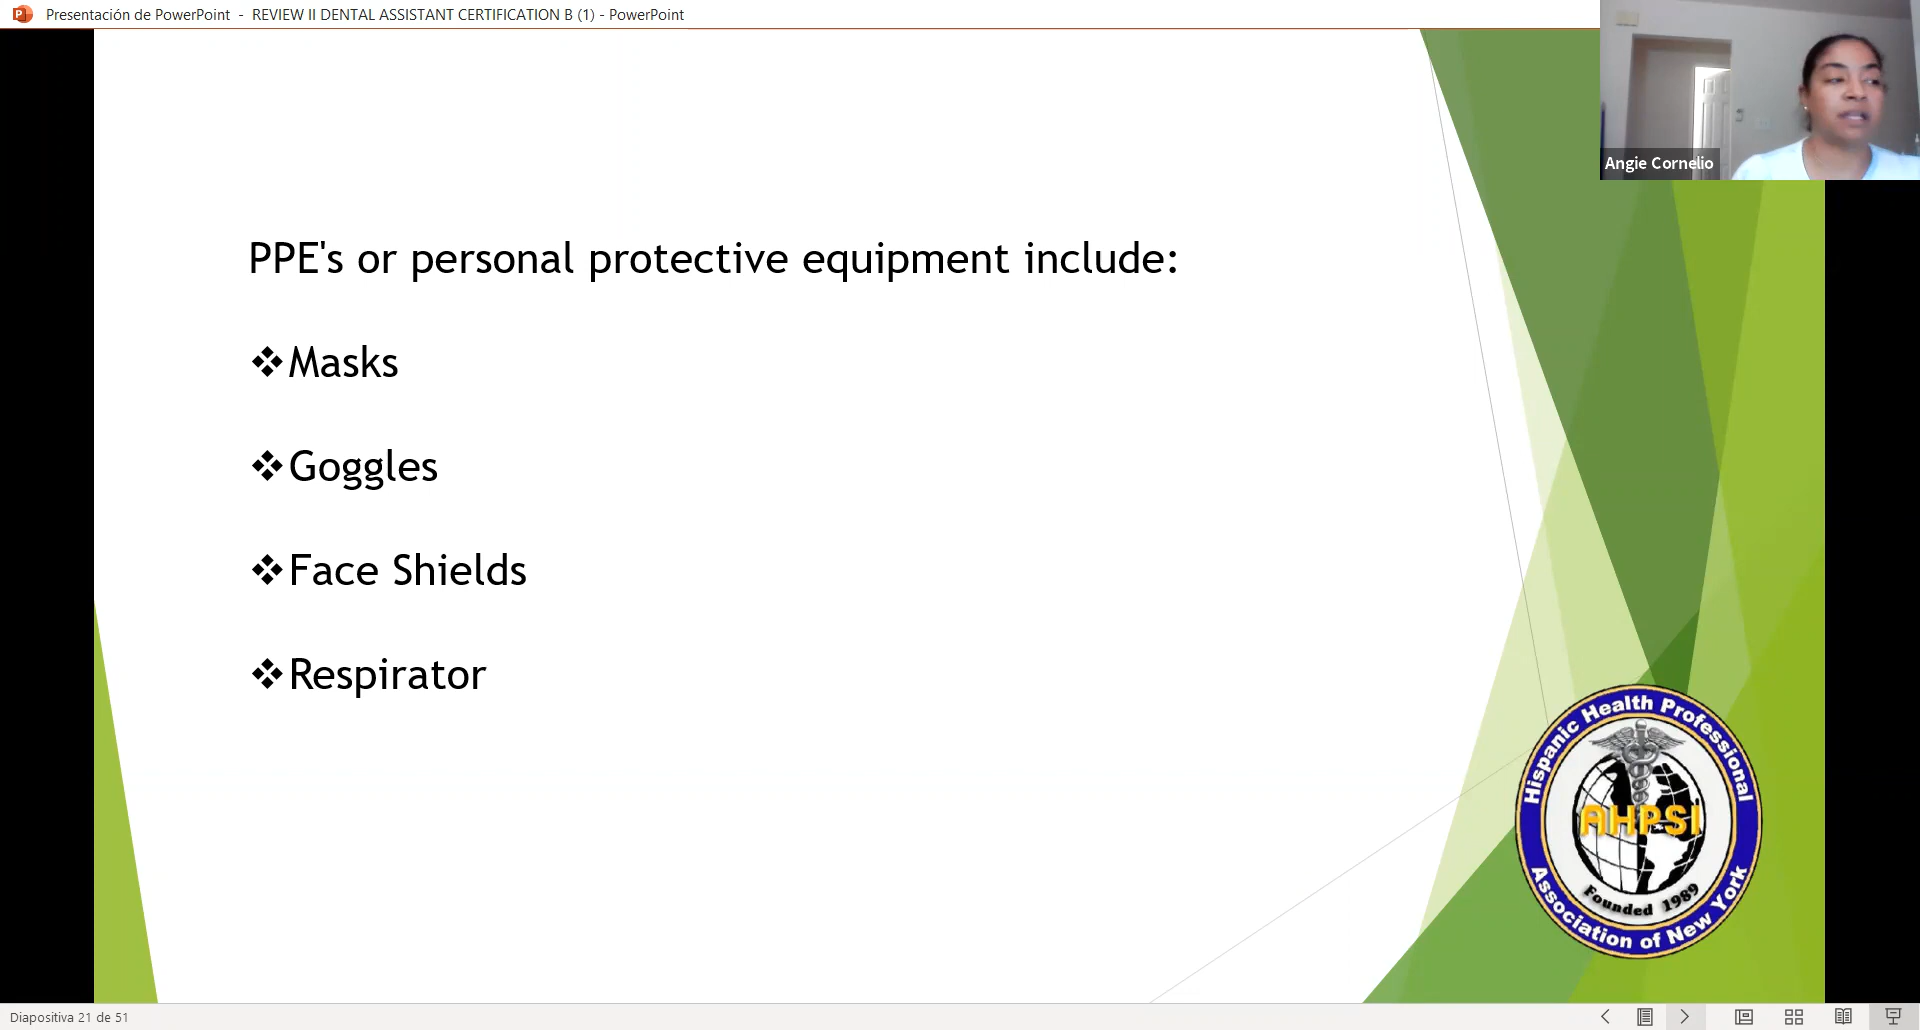 Presentación de PowerPoint - REVIEW II DENTAL ASSISTANT CERTIFICATION B (1) - PowerPoint
Angie Cornelio
PPE's or personal protective equipment include:
❖Masks
❖Goggles
❖Face Shields
❖Respirator
Hispanic Health Professional
AHPSI
Founded 1989
Association of New York
Diapositiva 21 de 51